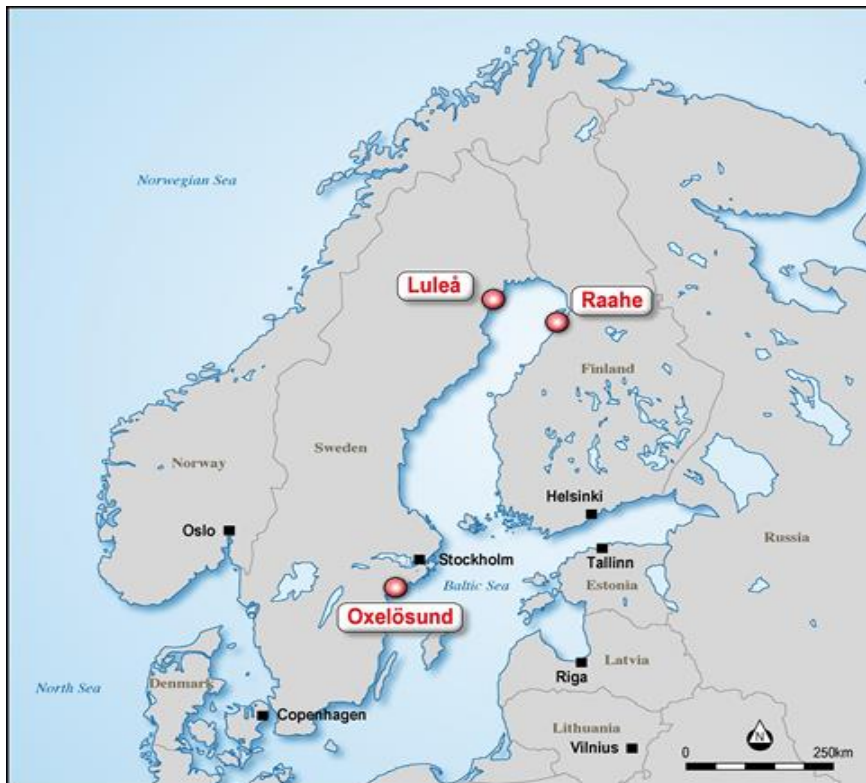 Norwegian Sea
Luleå
Raahe
Finland
Sweden
Norway
Helsinki
Oslo
Russia
Stockholm
Tallinn
Baltic Sea
Estonia
Oxelösund
Latvia
Riga
North Sea
Denmark
Copenhagen
Lithuania
Vilnius
N
0 250km